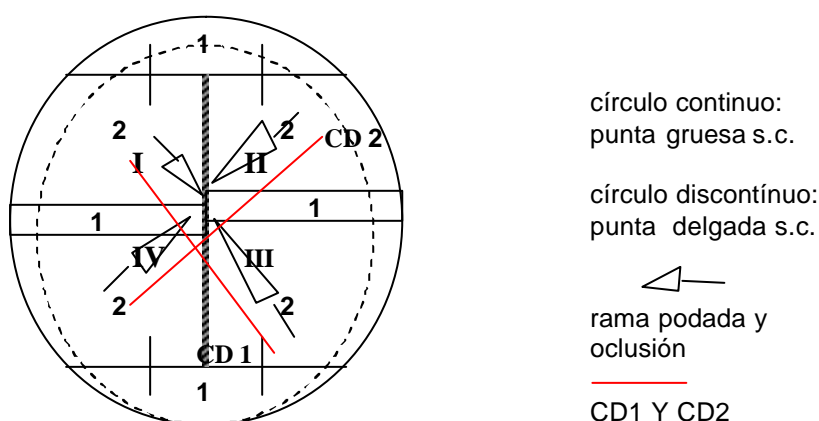 1
2
2
CD 2
I
II
1
1
IV
III
2
2
CD 1
1
círculo continuo:
punta gruesa s.c.
círculo discontínuo:
punta delgada s.c.
rama podada y
oclusión
CD1 Y CD2